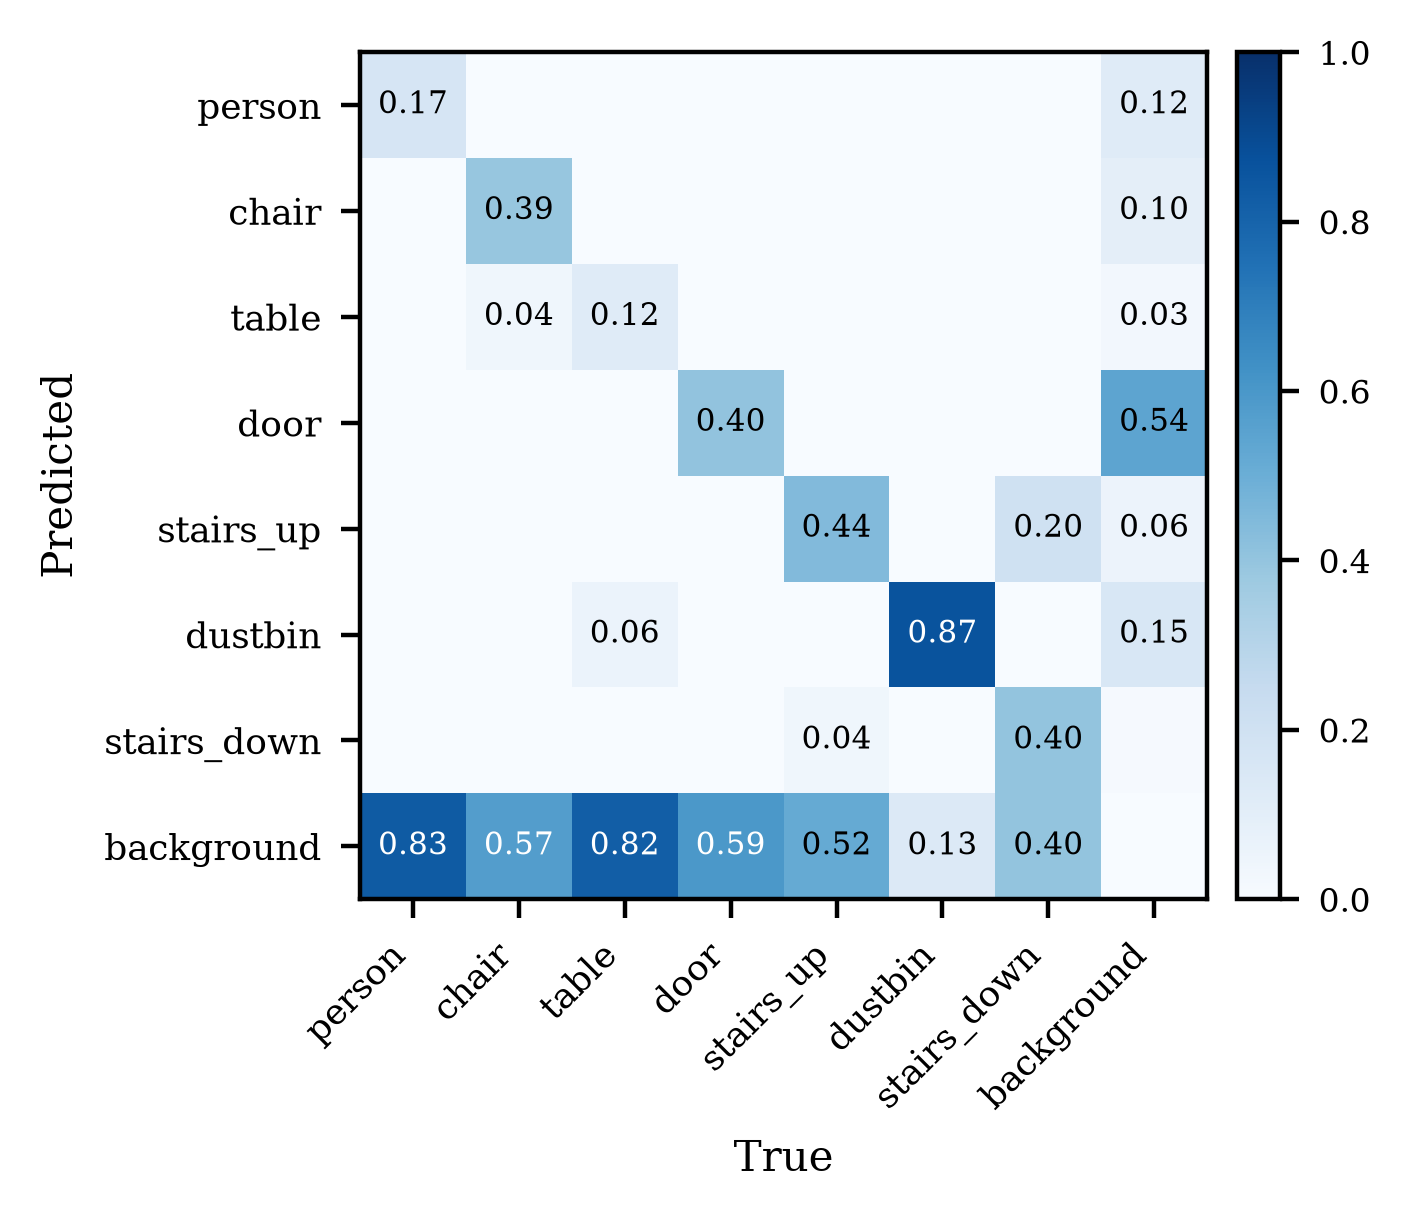 person 0.17 0.12
chair 0.39 0.10
table 0.04 0.12 0.03
door 0.40 0.54
stairs_up 0.44 0.20 0.06
dustbin 0.06 0.87 0.15
stairs_down 0.04 0.40
background 0.83 0.57 0.82 0.59 0.52 0.13 0.40
Predicted
person
chair
table
door
stairs_up
dustbin
stairs_down
background
True
1.0
0.8
0.6
0.4
0.2
0.0